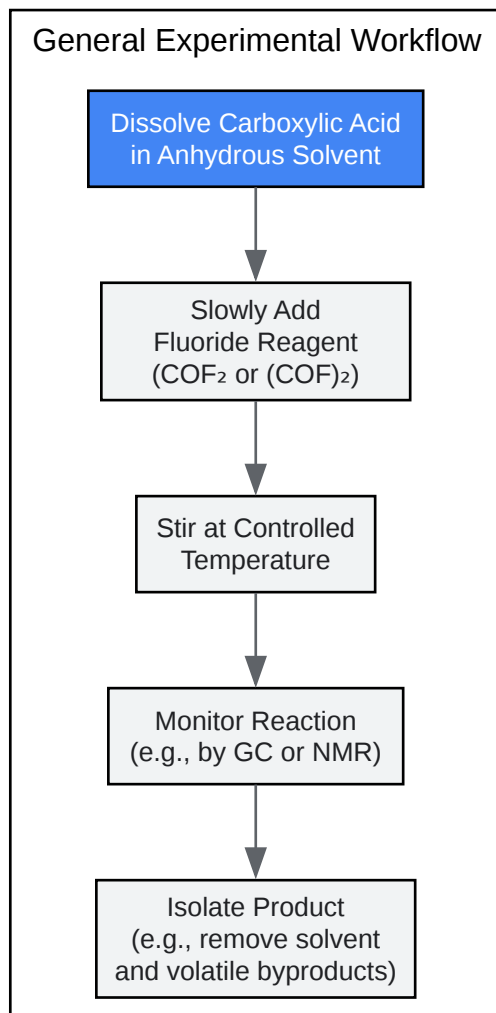 General Experimental Workflow
Dissolve Carboxylic Acid
in Anhydrous Solvent
Slowly Add
Fluoride Reagent
(COF₂ or (COF)₂)
Stir at Controlled
Temperature
Monitor Reaction
(e.g., by GC or NMR)
Isolate Product
(e.g., remove solvent
and volatile byproducts)